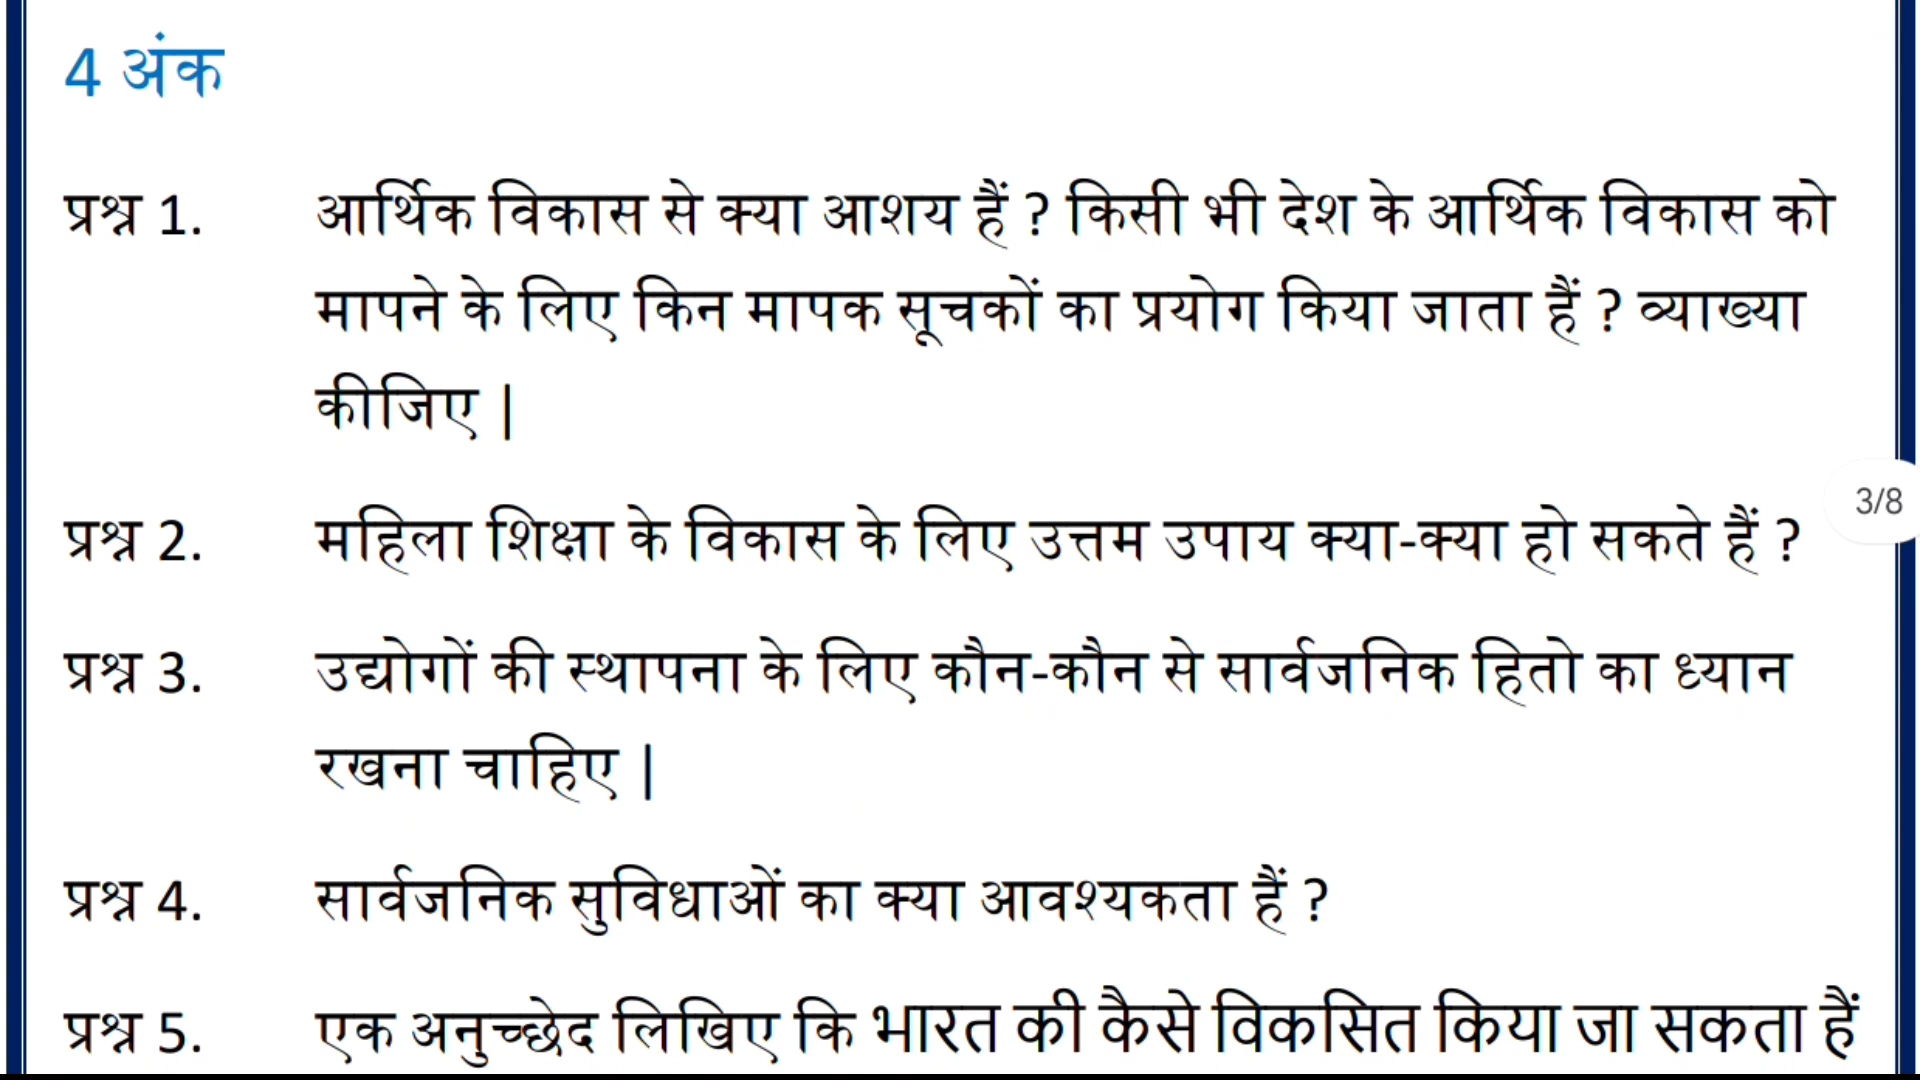 4 अंक
प्रश्न 1. आर्थिक विकास से क्या आशय हैं ? किसी भी देश के आर्थिक विकास को
मापने के लिए किन मापक सूचकों का प्रयोग किया जाता हैं ? व्याख्या
कीजिए |
प्रश्न 2. महिला शिक्षा के विकास के लिए उत्तम उपाय क्या-क्या हो सकते हैं ?
3/8
प्रश्न 3. उद्योगों की स्थापना के लिए कौन-कौन से सार्वजनिक हितो का ध्यान
रखना चाहिए |
प्रश्न 4. सार्वजनिक सुविधाओं का क्या आवश्यकता हैं ?
प्रश्न 5. एक अनुच्छेद लिखिए कि भारत की कैसे विकसित किया जा सकता हैं